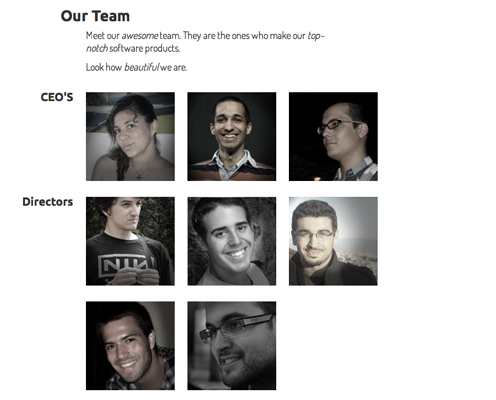 Our Team
Meet our awesome team. They are the ones who make our top-
notch software products.
Look how beautiful we are.
CEO'S
Directors
NIN